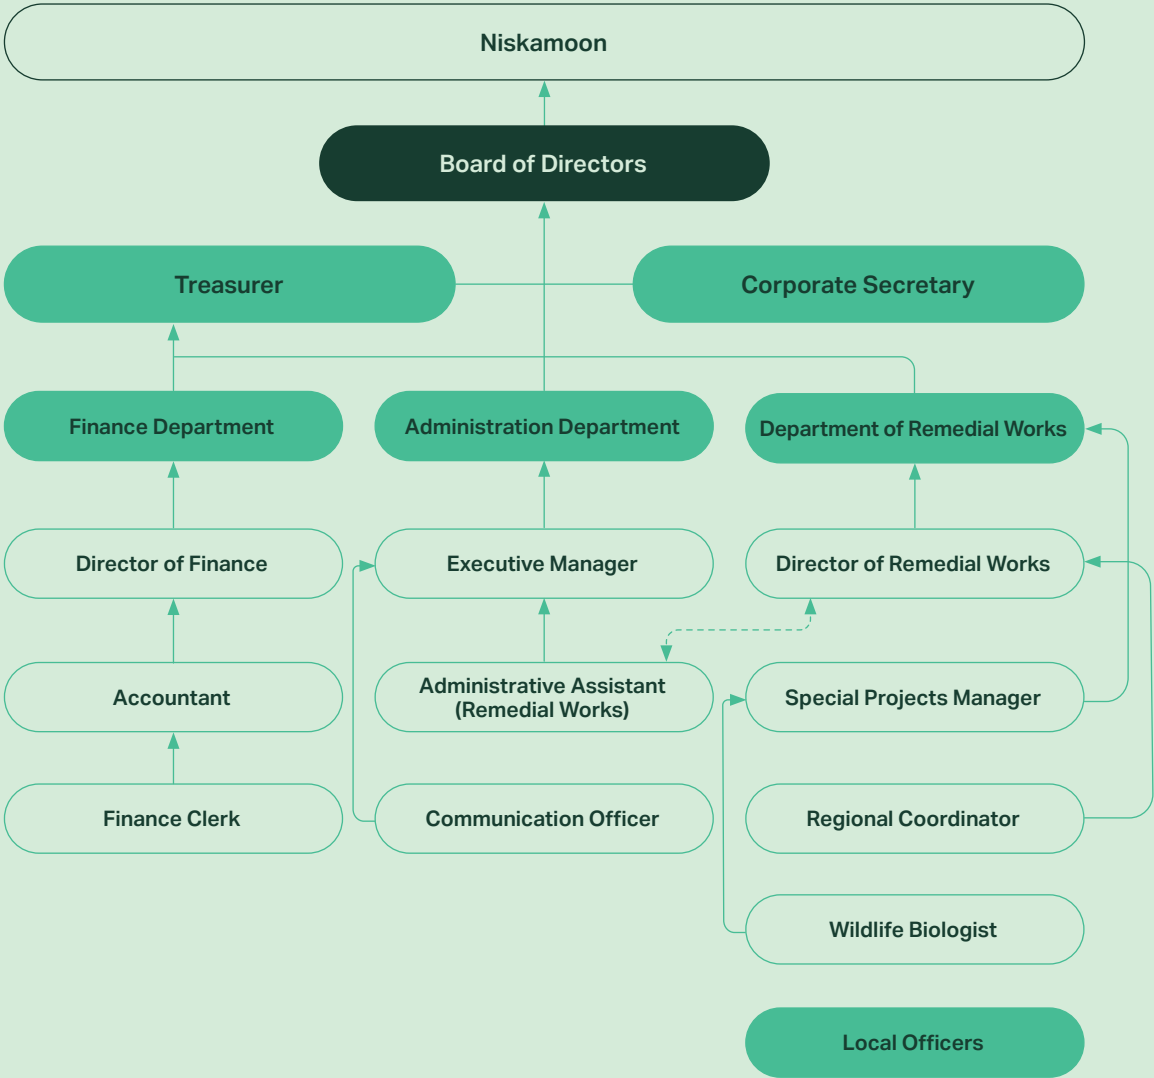 Niskamoon
Board of Directors
Treasurer
Corporate Secretary
Finance Department
Administration Department
Department of Remedial Works
Director of Finance
Executive Manager
Director of Remedial Works
Accountant
Administrative Assistant
(Remedial Works)
Special Projects Manager
Finance Clerk
Communication Officer
Regional Coordinator
Wildlife Biologist
Local Officers